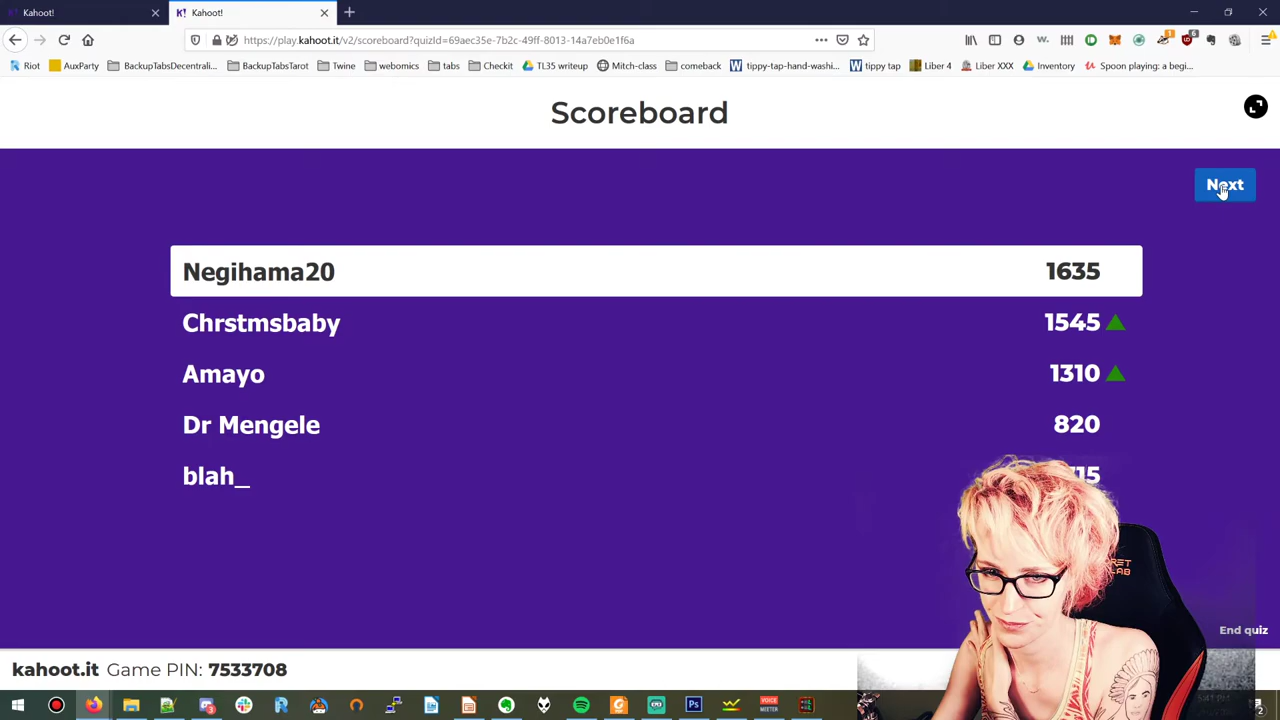 Kahoot!
Kahoot!
https://play.kahoot.it/v2/scoreboard?quizId=69aec35e-7b2c-49ff-8013-14a7eb0e1f6a
Riot AuxParty BackupTabsDecentrali... BackupTabsTarot Twine webomics tabs Checkit TL35 writeup Mitch-class comeback tippy-tap-hand-washi... tippy tap Liber 4 Liber XXX Inventory Spoon playing: a begi...
Scoreboard
Next
Negihama20 1635
Chrstmsbaby 1545
Amayo 1310
Dr Mengele 820
blah_
End quiz
kahoot.it Game PIN: 7533708